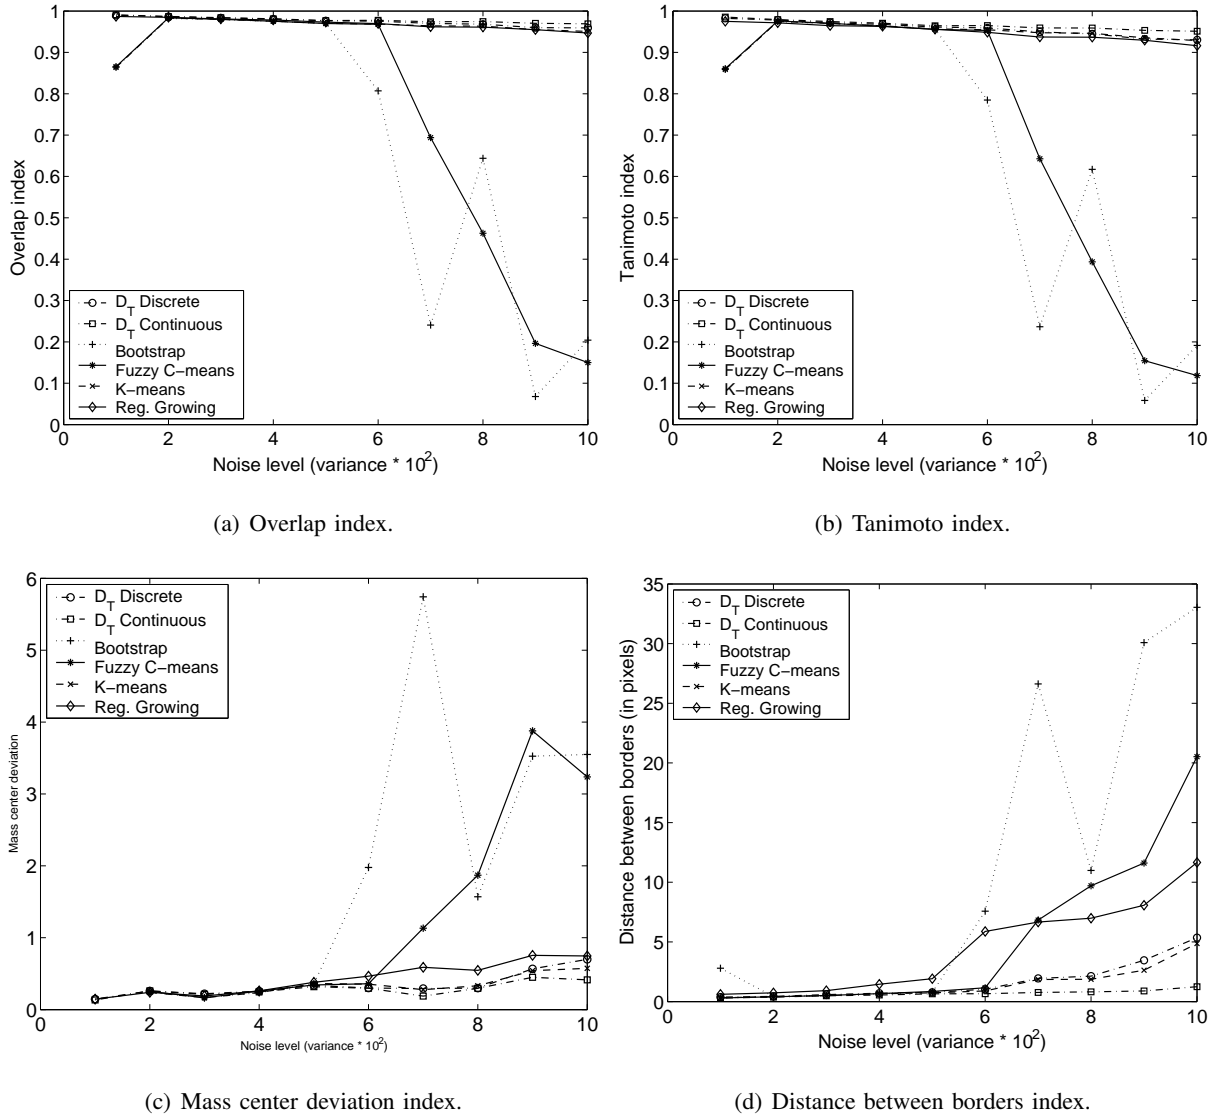 1
0.9
0.8
0.7
0.6
0.5
0.4
0.3
0.2
0.1
0
Overlap index
D_T Discrete
D_T Continuous
Bootstrap
Fuzzy C−means
K−means
Reg. Growing
0 2 4 6 8 10
Noise level (variance * 10^2)
(a) Overlap index.
1
0.9
0.8
0.7
0.6
0.5
0.4
0.3
0.2
0.1
0
Tanimoto index
D_T Discrete
D_T Continuous
Bootstrap
Fuzzy C−means
K−means
Reg. Growing
0 2 4 6 8 10
Noise level (variance * 10^2)
(b) Tanimoto index.
6
5
4
3
2
1
0
Mass center deviation
D_T Discrete
D_T Continuous
Bootstrap
Fuzzy C−means
K−means
Reg. Growing
0 2 4 6 8 10
Noise level (variance * 10^2)
(c) Mass center deviation index.
35
30
25
20
15
10
5
0
Distance between borders (in pixels)
D_T Discrete
D_T Continuous
Bootstrap
Fuzzy C−means
K−means
Reg. Growing
0 2 4 6 8 10
Noise level (variance * 10^2)
(d) Distance between borders index.